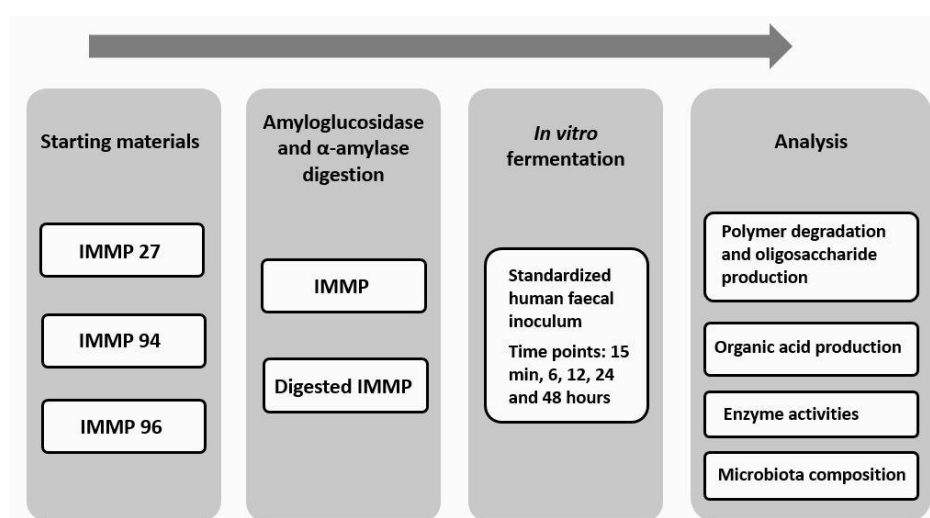 Starting materials
IMMP 27
IMMP 94
IMMP 96
Amyloglucosidase
and α-amylase
digestion
IMMP
Digested IMMP
In vitro
fermentation
Standardized
human faecal
inoculum
Time points: 15
min, 6, 12, 24
and 48 hours
Analysis
Polymer degradation
and oligosaccharide
production
Organic acid production
Enzyme activities
Microbiota composition